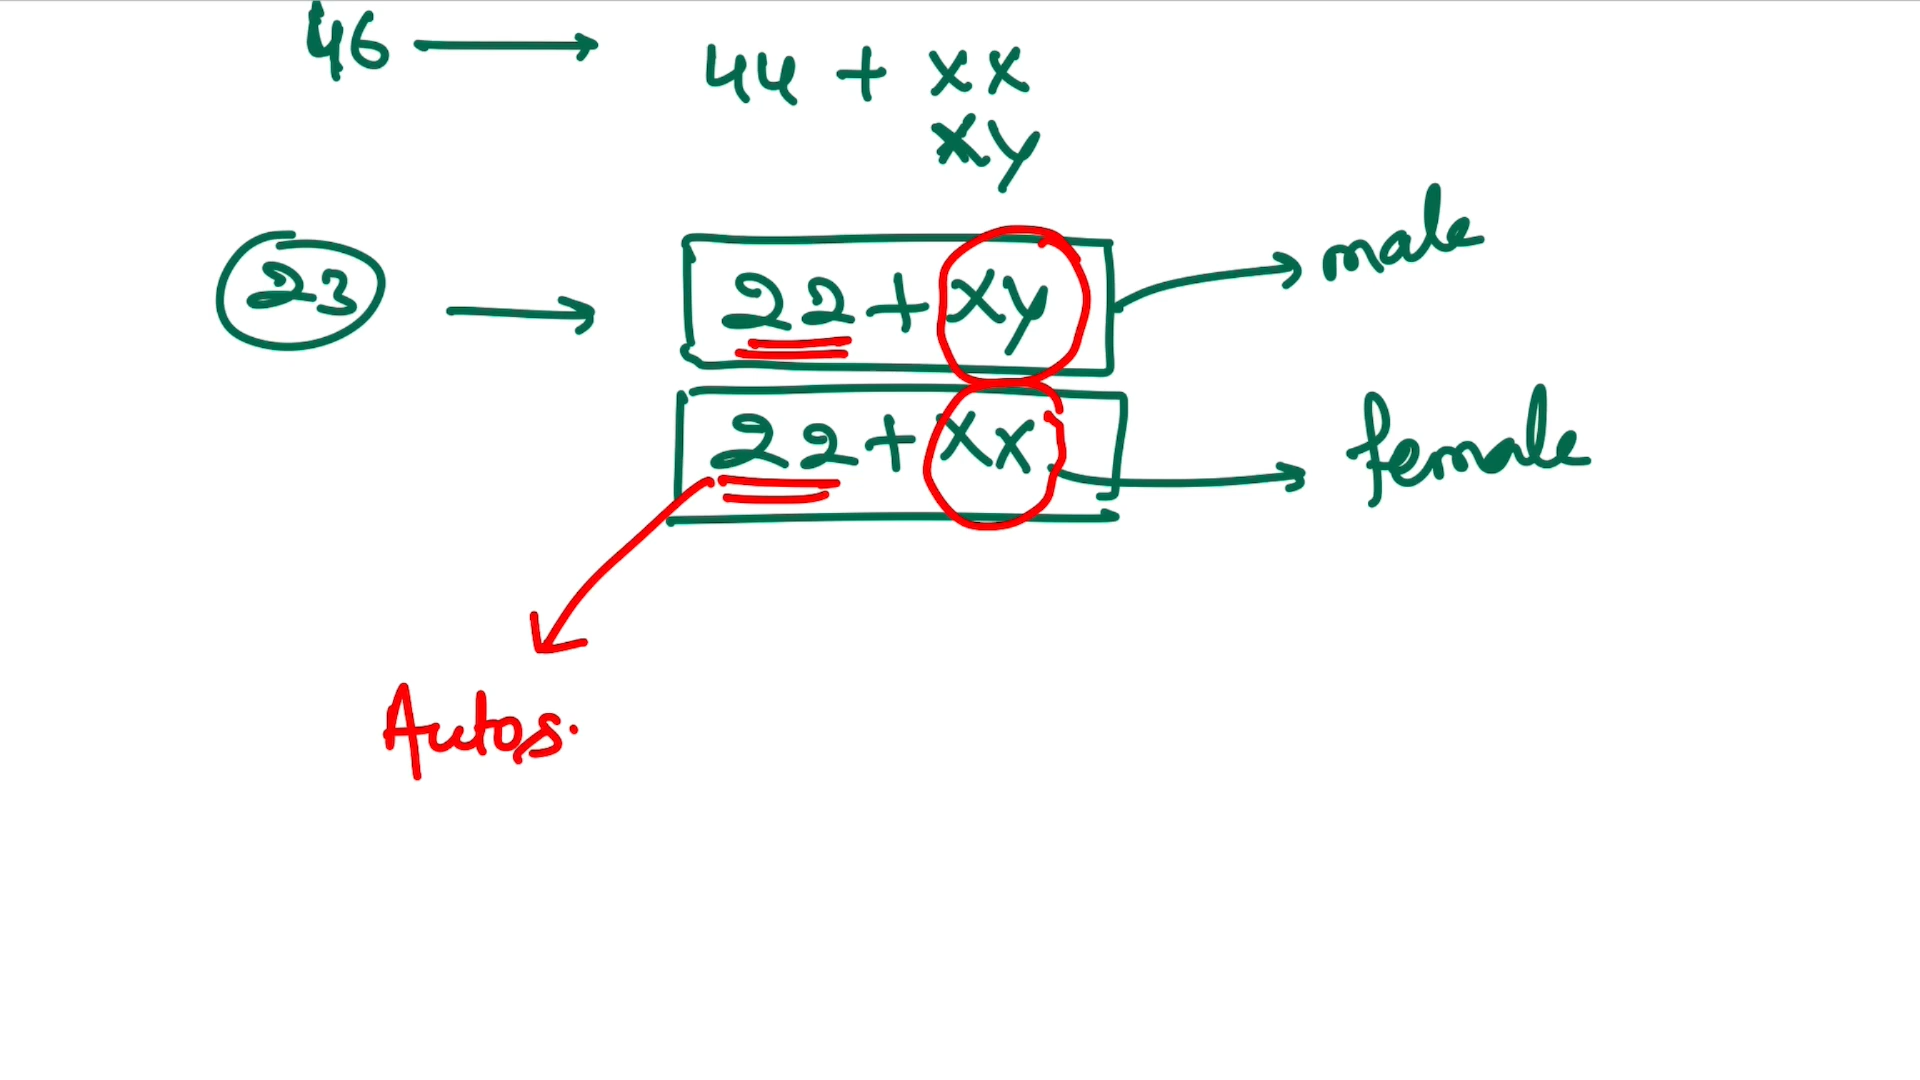 46 → 44 + xx
xy
23 → 22 + xy → male
22 + xx → female
Autos.